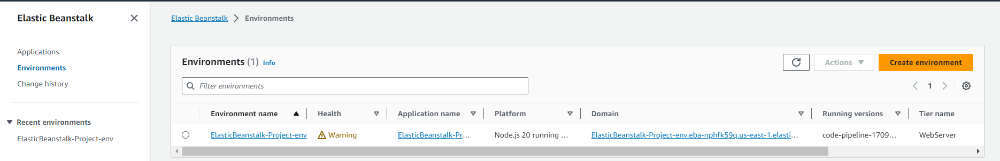 Elastic Beanstalk
Applications
Environments
Change history
Recent environments
ElasticBeanstalk-Project-env
Elastic Beanstalk > Environments
Environments (1) Info
Actions
Create environment
Filter environments
1
Environment name Health Application name Platform Domain Running versions Tier name
ElasticBeanstalk-Project-env Warning ElasticBeanstalk-Pr... Node.js 20 running ... ElasticBeanstalk-Project-env.eba-nphfk59q.us-east-1.elasti... code-pipeline-1709... WebServer